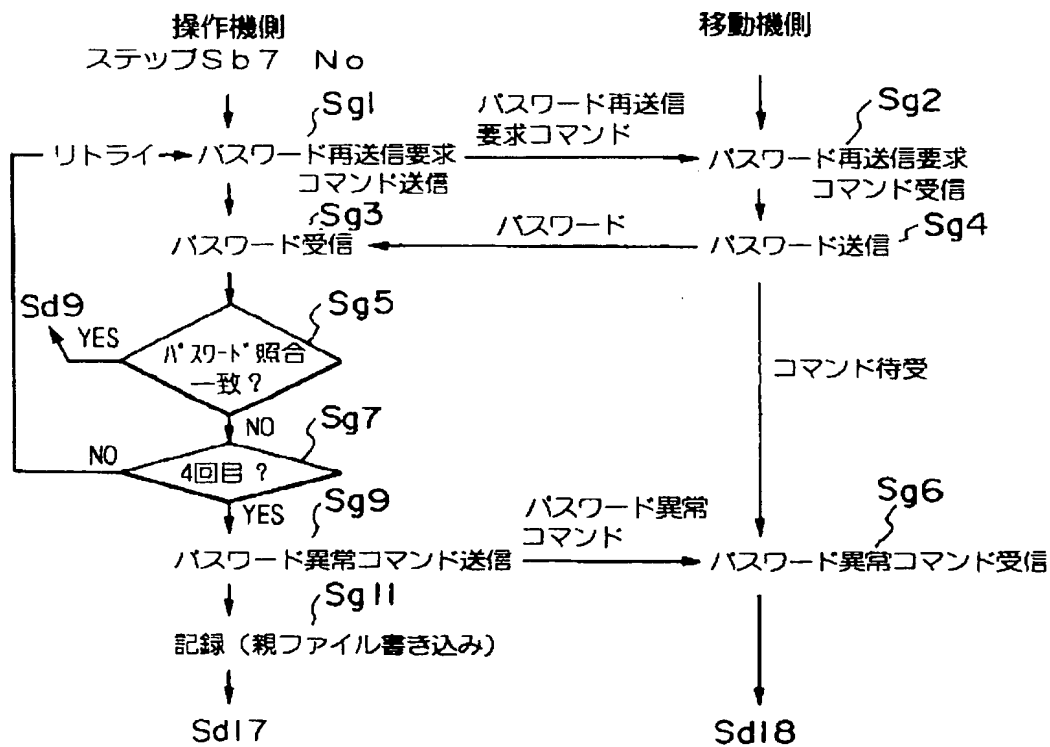 操作機側
移動機側
ステップSb7 No
Sg1
パスワード再送信
要求コマンド
Sg2
リトライ
パスワード再送信要求
コマンド送信
パスワード再送信要求
コマンド受信
Sg3
パスワード受信
パスワード
パスワード送信
Sg4
Sd9
YES
Sg5
パスワード照合
一致?
コマンド待受
NO
Sg7
NO
4回目?
YES
Sg9
パスワード異常
コマンド
Sg6
パスワード異常コマンド送信
パスワード異常コマンド受信
Sg11
記録(親ファイル書き込み)
Sd17
Sd18